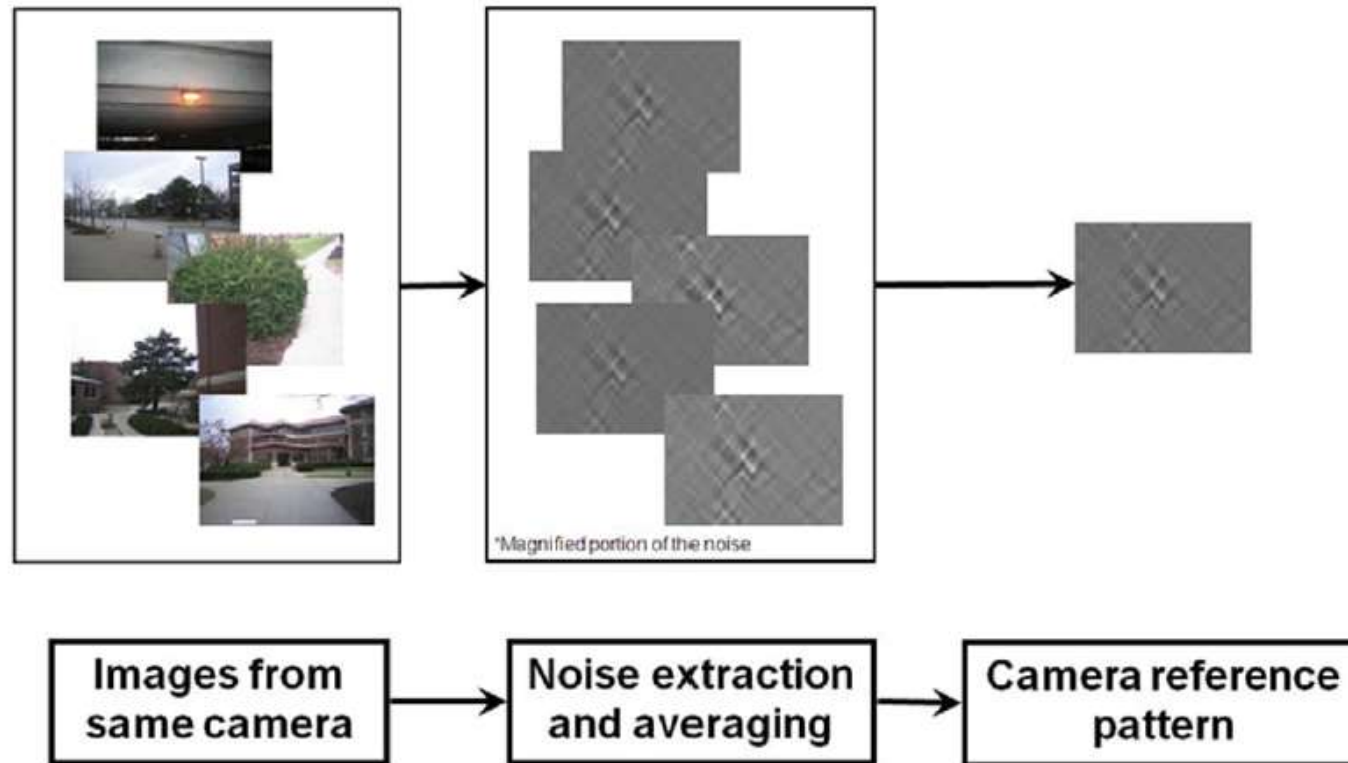 *Magnified portion of the noise
Images from
same camera
Noise extraction
and averaging
Camera reference
pattern